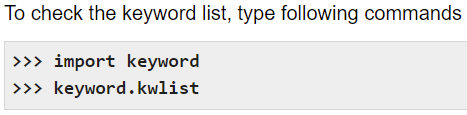 To check the keyword list, type following commands
>>> import keyword
>>> keyword.kwlist